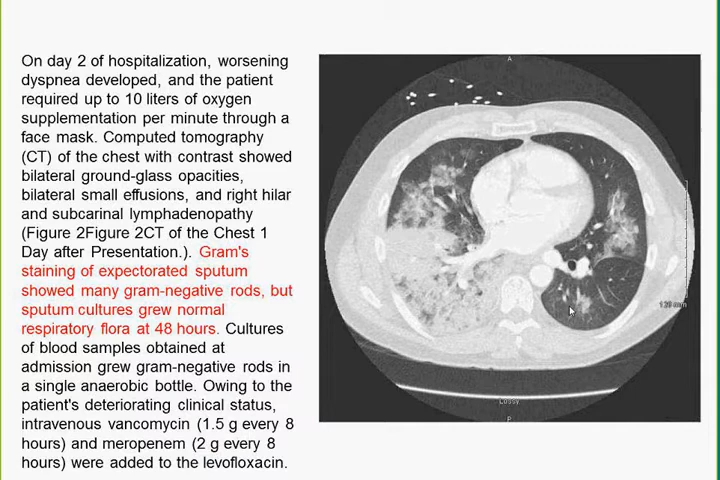 On day 2 of hospitalization, worsening
dyspnea developed, and the patient
required up to 10 liters of oxygen
supplementation per minute through a
face mask. Computed tomography
(CT) of the chest with contrast showed
bilateral ground-glass opacities,
bilateral small effusions, and right hilar
and subcarinal lymphadenopathy
(Figure 2Figure 2CT of the Chest 1
Day after Presentation.). Gram's
staining of expectorated sputum
showed many gram-negative rods, but
sputum cultures grew normal
respiratory flora at 48 hours. Cultures
of blood samples obtained at
admission grew gram-negative rods in
a single anaerobic bottle. Owing to the
patient's deteriorating clinical status,
intravenous vancomycin (1.5 g every 8
hours) and meropenem (2 g every 8
hours) were added to the levofloxacin.
A
Lossy
P